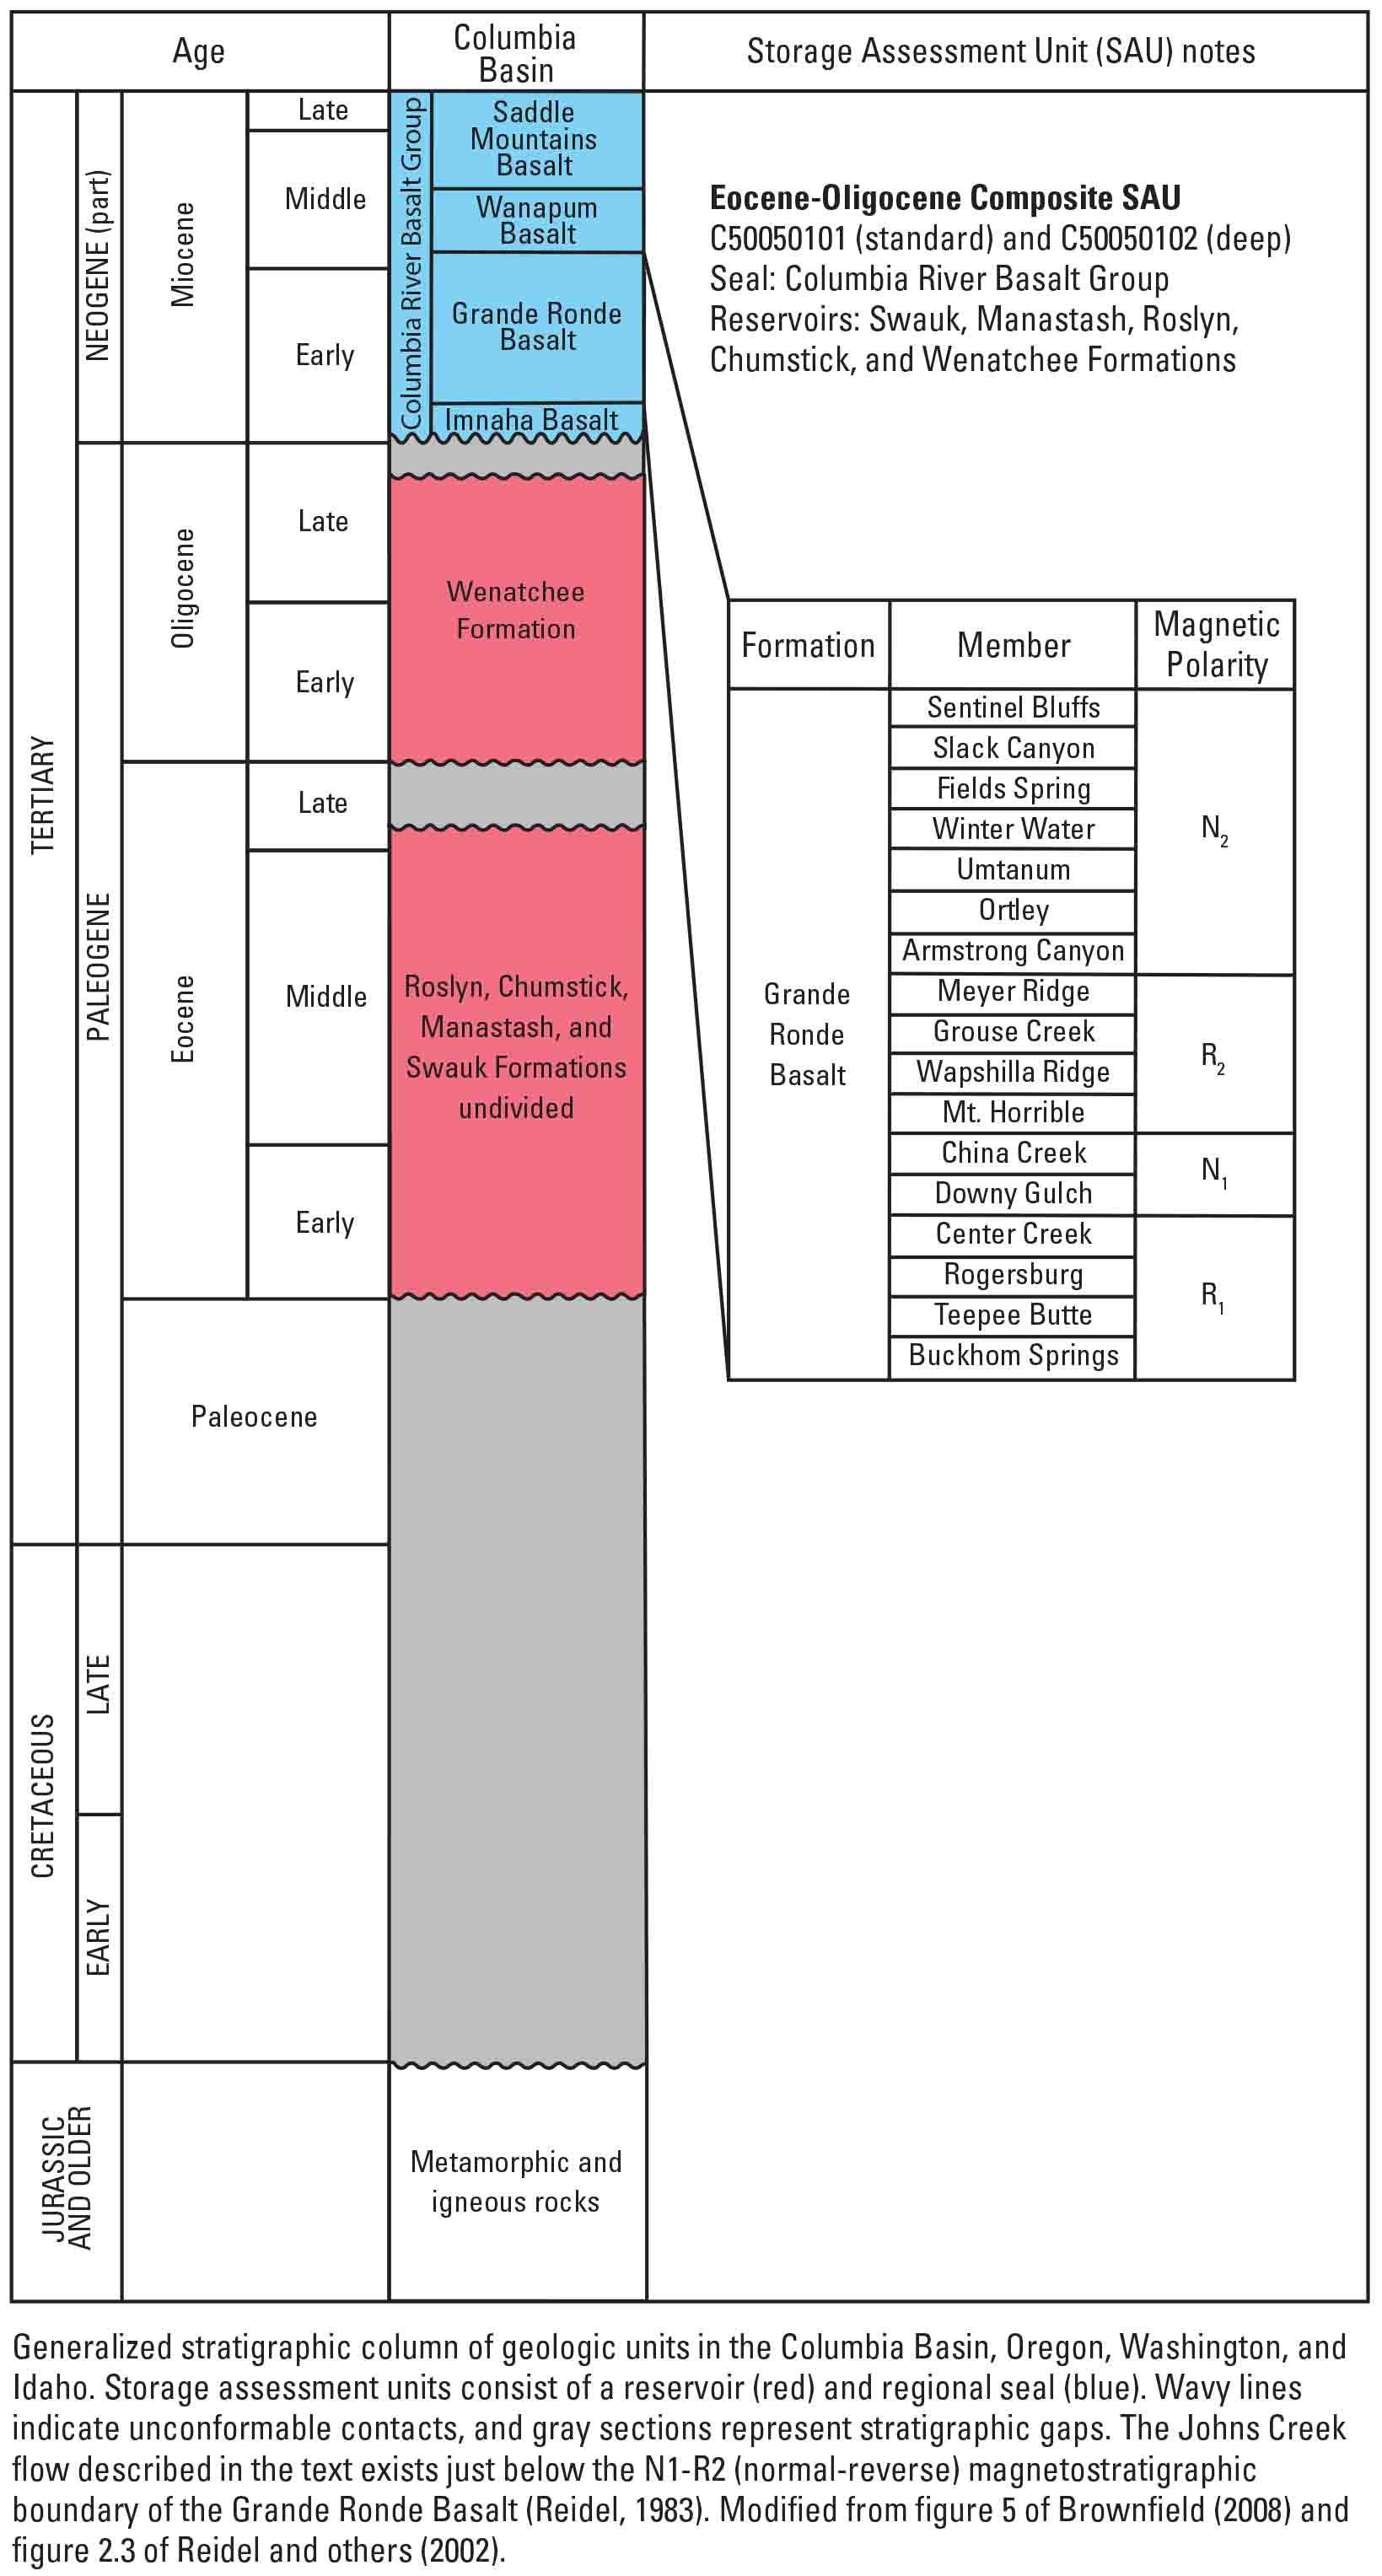 Age
Columbia
Basin
Storage Assessment Unit (SAU) notes
TERTIARY
NEOGENE (part)
Miocene
Late
Middle
Early
Columbia River Basalt Group
Saddle
Mountains
Basalt
Wanapum
Basalt
Grande Ronde
Basalt
Imnaha Basalt
Eocene-Oligocene Composite SAU
C50050101 (standard) and C50050102 (deep)
Seal: Columbia River Basalt Group
Reservoirs: Swauk, Manastash, Roslyn,
Chumstick, and Wenatchee Formations
PALEOGENE
Oligocene
Late
Early
Wenatchee
Formation
Eocene
Late
Middle
Early
Roslyn, Chumstick,
Manastash, and
Swauk Formations
undivided
Paleocene
Formation
Member
Magnetic
Polarity
Grande
Ronde
Basalt
Sentinel Bluffs
Slack Canyon
Fields Spring
Winter Water
Umtanum
Ortley
Armstrong Canyon
N2
Meyer Ridge
Grouse Creek
Wapshilla Ridge
Mt. Horrible
R2
China Creek
Downy Gulch
N1
Center Creek
Rogersburg
Teepee Butte
Buckhom Springs
R1
CRETACEOUS
LATE
EARLY
JURASSIC
AND OLDER
Metamorphic and
igneous rocks
Generalized stratigraphic column of geologic units in the Columbia Basin, Oregon, Washington, and
Idaho. Storage assessment units consist of a reservoir (red) and regional seal (blue). Wavy lines
indicate unconformable contacts, and gray sections represent stratigraphic gaps. The Johns Creek
flow described in the text exists just below the N1-R2 (normal-reverse) magnetostratigraphic
boundary of the Grande Ronde Basalt (Reidel, 1983). Modified from figure 5 of Brownfield (2008) and
figure 2.3 of Reidel and others (2002).